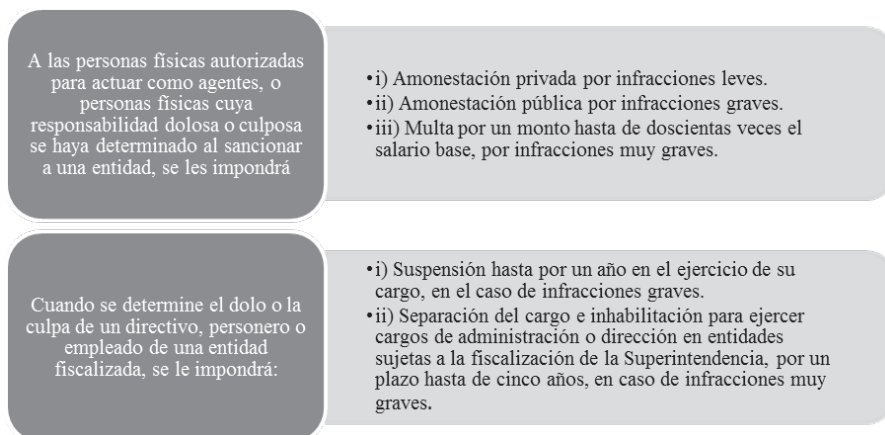 A las personas físicas autorizadas
para actuar como agentes, o
personas físicas cuya
responsabilidad dolosa o culposa
se haya determinado al sancionar
a una entidad, se les impondrá
•i) Amonestación privada por infracciones leves.
•ii) Amonestación pública por infracciones graves.
•iii) Multa por un monto hasta de doscientas veces el
salario base, por infracciones muy graves.
Cuando se determine el dolo o la
culpa de un directivo, personero o
empleado de una entidad
fiscalizada, se le impondrá:
•i) Suspensión hasta por un año en el ejercicio de su
cargo, en el caso de infracciones graves.
•ii) Separación del cargo e inhabilitación para ejercer
cargos de administración o dirección en entidades
sujetas a la fiscalización de la Superintendencia, por un
plazo hasta de cinco años, en caso de infracciones muy
graves.